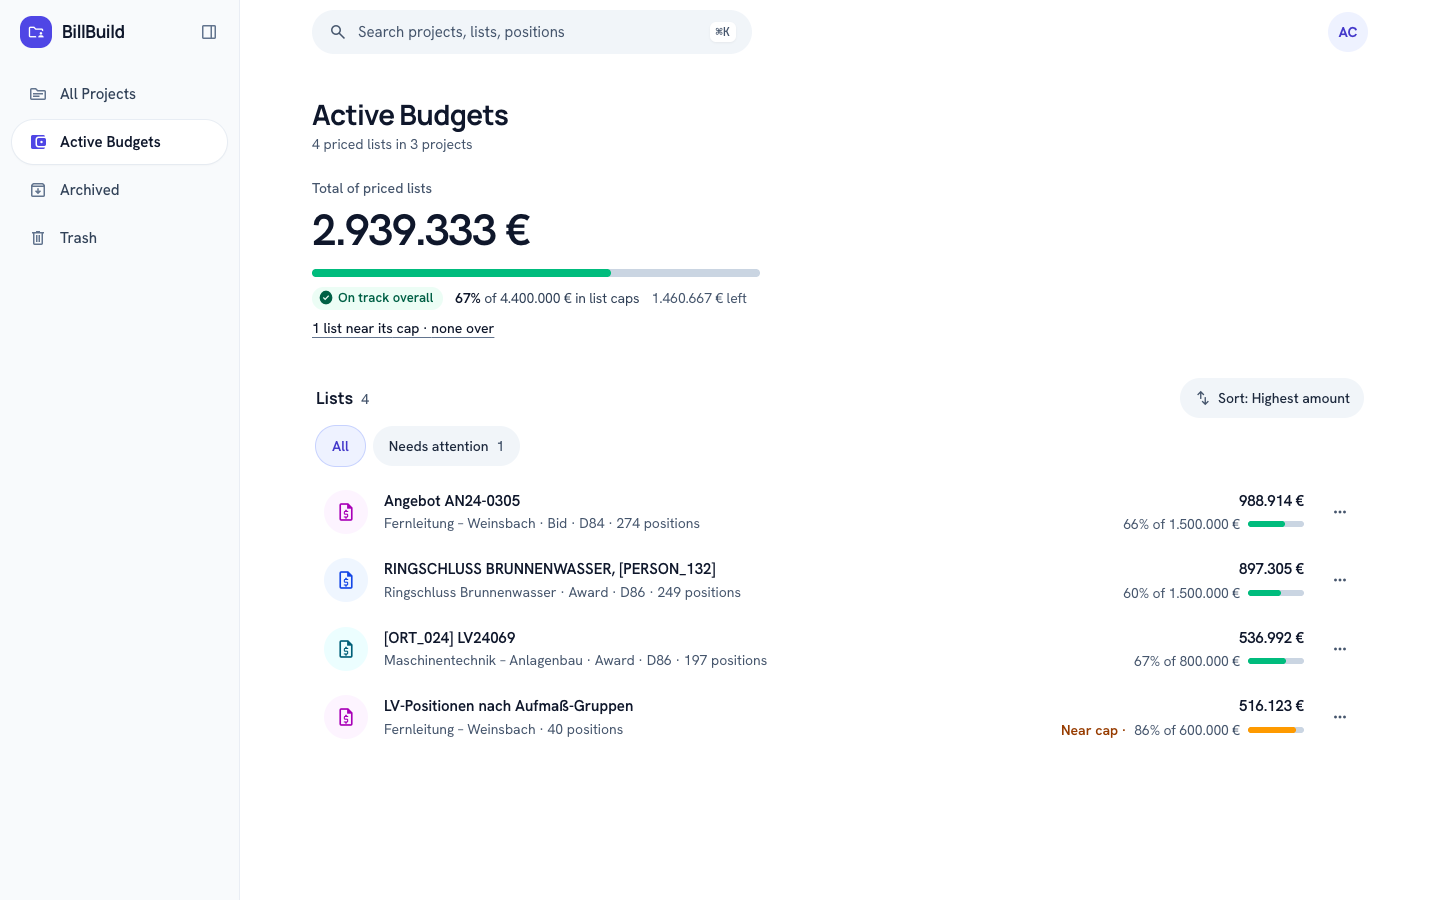 BillBuild
Search projects, lists, positions
⌘K
AC
All Projects
Active Budgets
Archived
Trash
Active Budgets
4 priced lists in 3 projects
Total of priced lists
2.939.333 €
On track overall 67% of 4.400.000 € in list caps 1.460.667 € left
1 list near its cap · none over
Lists 4
Sort: Highest amount
All
Needs attention 1
Angebot AN24-0305
988.914 €
Fernleitung – Weinsbach · Bid · D84 · 274 positions
66% of 1.500.000 €
RINGSCHLUSS BRUNNENWASSER, [PERSON_132]
897.305 €
Ringschluss Brunnenwasser · Award · D86 · 249 positions
60% of 1.500.000 €
[ORT_024] LV24069
536.992 €
Maschinentechnik – Anlagenbau · Award · D86 · 197 positions
67% of 800.000 €
LV-Positionen nach Aufmaß-Gruppen
516.123 €
Fernleitung – Weinsbach · 40 positions
Near cap · 86% of 600.000 €